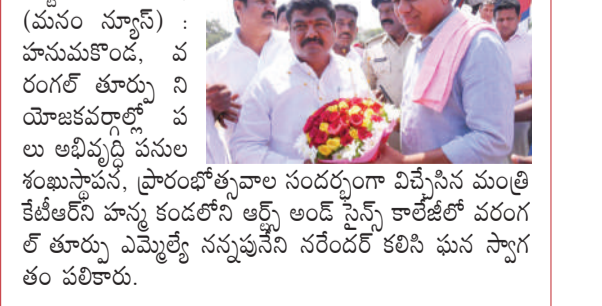 (మనం న్యూస్) :
హనుమకొండ, వ
రంగల్ తూర్పు ని
యోజకవర్గాల్లో ప
లు అభివృద్ధి పనుల
శంఖుస్థాపన, ప్రారంభోత్సవాల సందర్భంగా విచ్చేసిన మంత్రి
కేటీఆర్‌ని హన్మ కండలోని ఆర్ట్స్ అండ్ సైన్స్ కాలేజీలో వరంగ
ల్ తూర్పు ఎమ్మెల్యే నన్నపునేని నరేందర్ కలిసి ఘన స్వాగ
తం పలికారు.